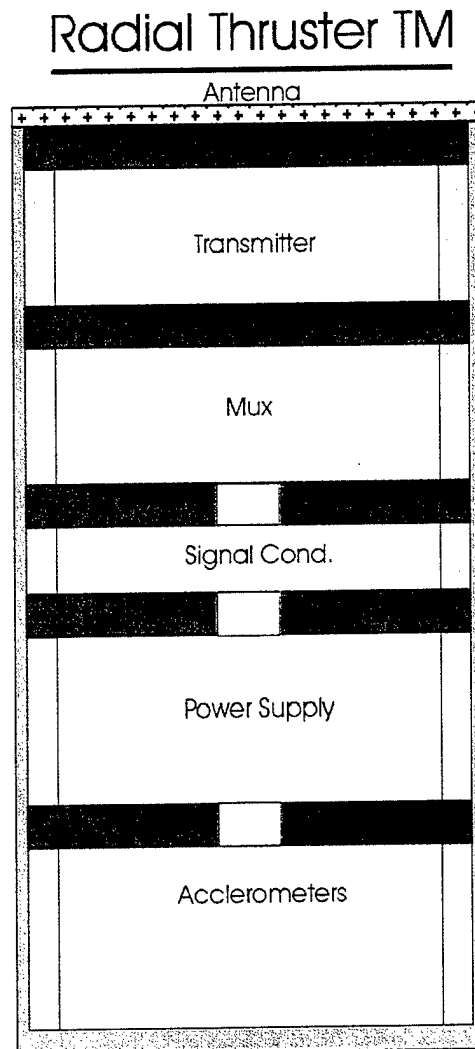 Radial Thruster TM
Antenna
Transmitter
Mux
Signal Cond.
Power Supply
Acclerometers